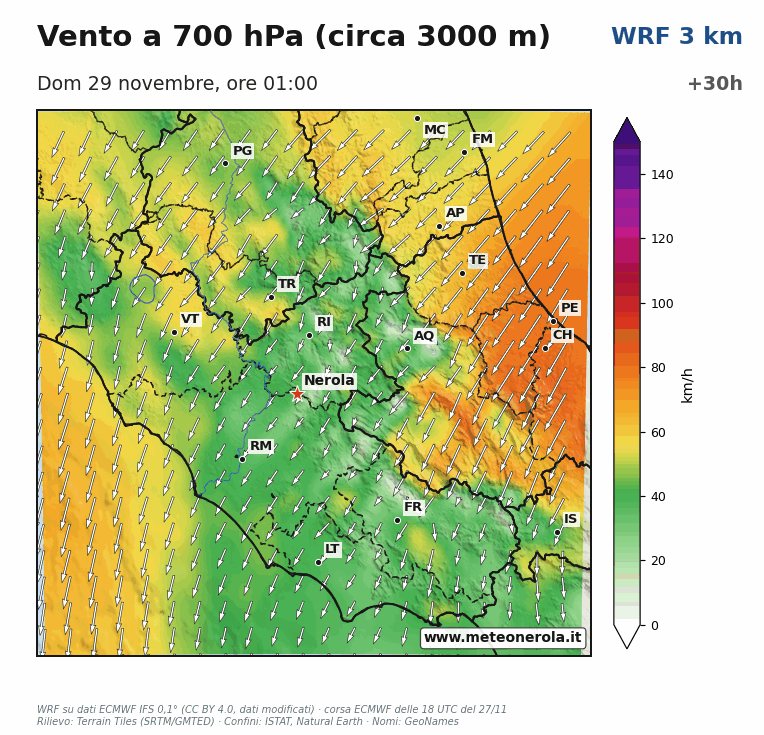 Vento a 700 hPa (circa 3000 m)
WRF 3 km
Dom 29 novembre, ore 01:00
+30h
MC
FM
PG
AP
TE
TR
PE
VT
RI
AQ
CH
Nerola
RM
FR
IS
LT
www.meteonerola.it
140
120
100
80
60
40
20
0
km/h
WRF su dati ECMWF IFS 0,1° (CC BY 4.0, dati modificati) · corsa ECMWF delle 18 UTC del 27/11
Rilievo: Terrain Tiles (SRTM/GMTED) · Confini: ISTAT, Natural Earth · Nomi: GeoNames